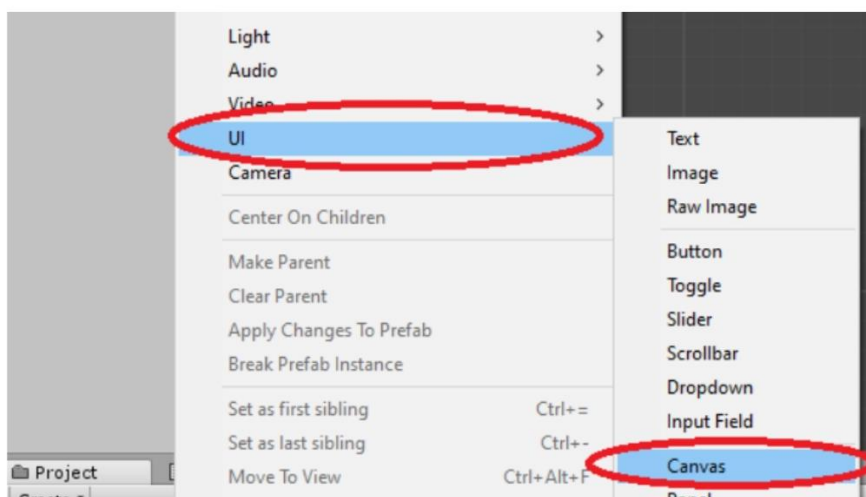 Light >
Audio >
Video >
UI
Camera
Center On Children
Make Parent
Clear Parent
Apply Changes To Prefab
Break Prefab Instance
Set as first sibling Ctrl+=
Set as last sibling Ctrl+-
Move To View Ctrl+Alt+F
Text
Image
Raw Image
Button
Toggle
Slider
Scrollbar
Dropdown
Input Field
Canvas
Project